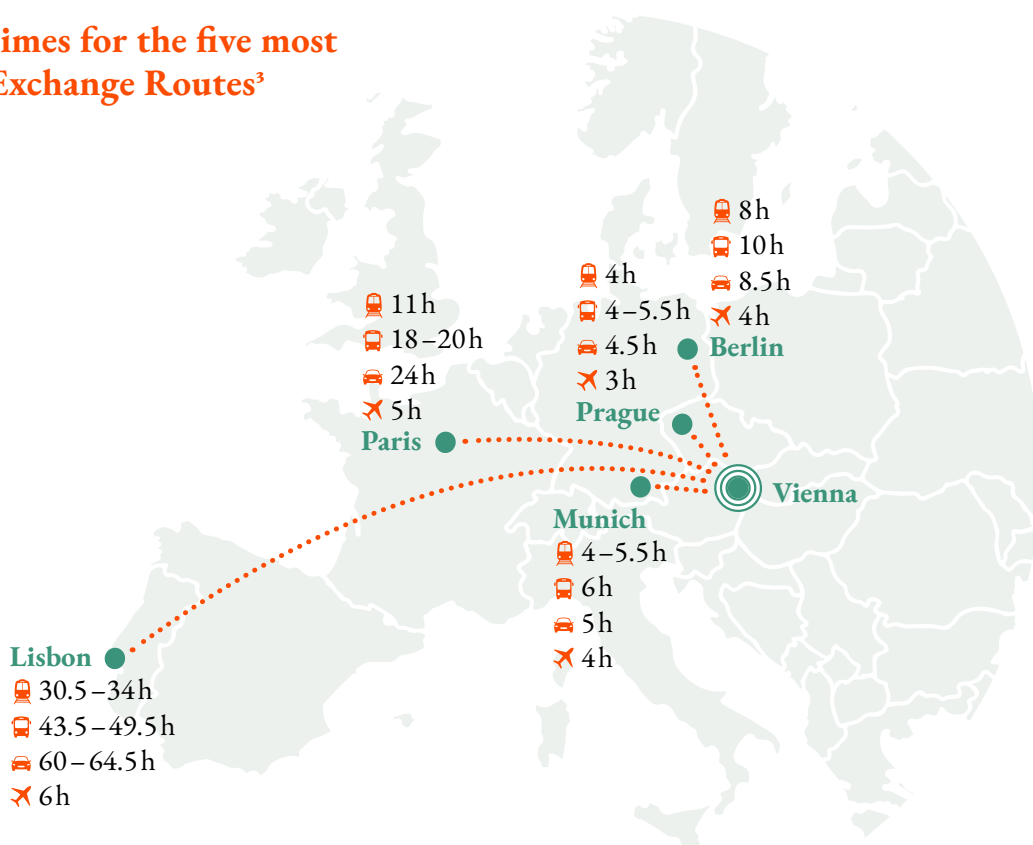 imes for the five most
Exchange Routes³
8h
10h
8.5h
4h
Berlin
4h
4–5.5h
4.5h
3h
Prague
11h
18–20h
24h
5h
Paris
Vienna
Munich
4–5.5h
6h
5h
4h
Lisbon
30.5–34h
43.5–49.5h
60–64.5h
6h